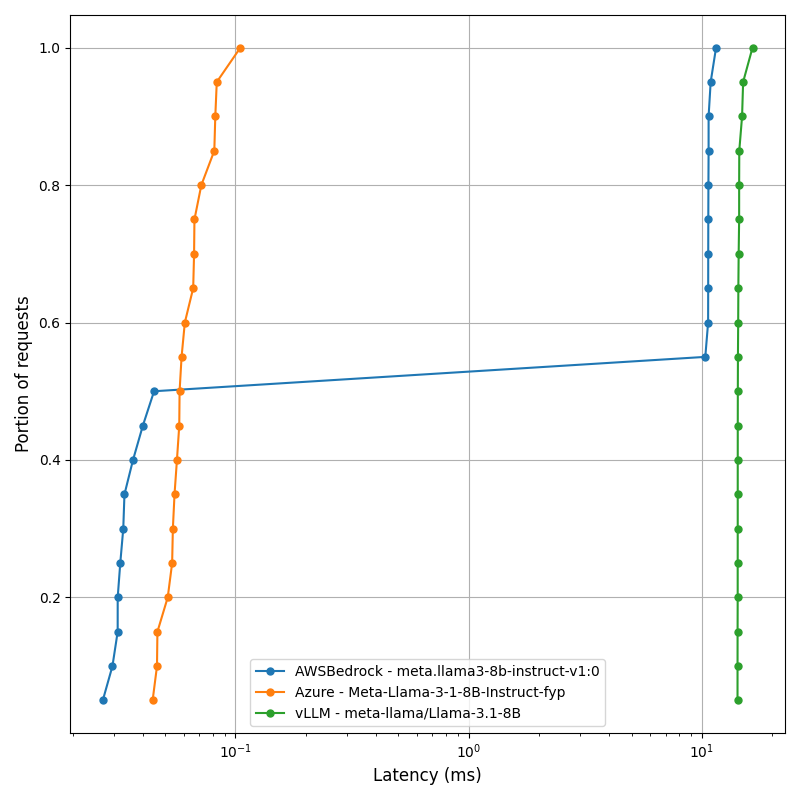 1.0
0.8
0.6
0.4
0.2
Portion of requests
AWSBedrock - meta.llama3-8b-instruct-v1:0
Azure - Meta-Llama-3-1-8B-Instruct-fyp
vLLM - meta-llama/Llama-3.1-8B
10⁻¹ 10⁰ 10¹
Latency (ms)